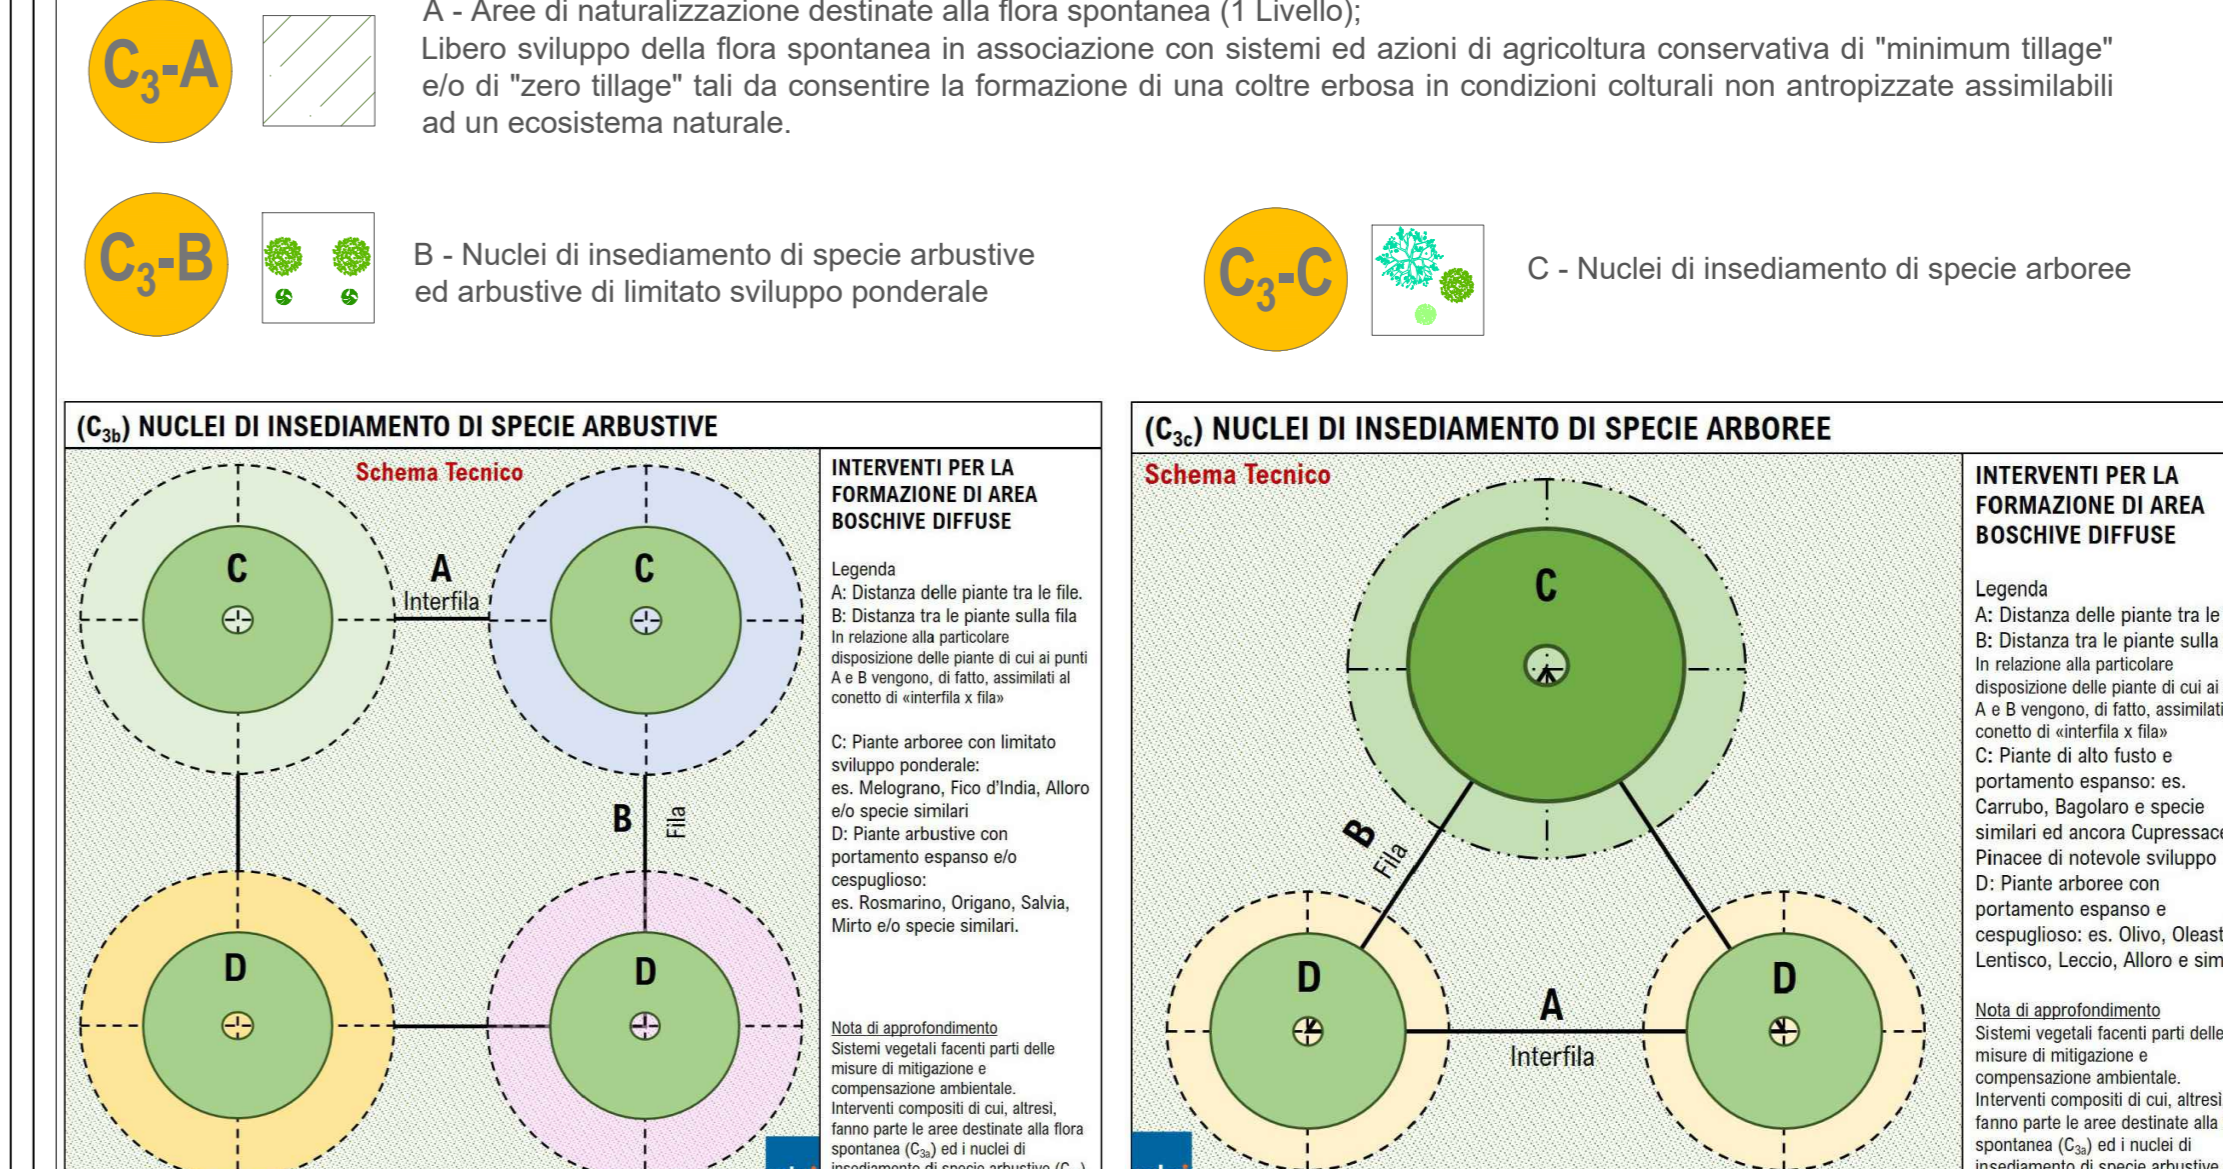 A - Aree di naturalizzazione destinate alla flora spontanea (1 Livello);
C3-A
Libero sviluppo della flora spontanea in associazione con sistemi ed azioni di agricoltura conservativa di "minimum tillage"
e/o di "zero tillage" tali da consentire la formazione di una coltre erbosa in condizioni colturali non antropizzate assimilabili
ad un ecosistema naturale.
C3-B
B - Nuclei di insediamento di specie arbustive
ed arbustive di limitato sviluppo ponderale
C3-C
C - Nuclei di insediamento di specie arboree
(C3b) NUCLEI DI INSEDIAMENTO DI SPECIE ARBUSTIVE
Schema Tecnico
C
A
Interfila
C
B
Fila
D
D
INTERVENTI PER LA
FORMAZIONE DI AREA
BOSCHIVE DIFFUSE
Legenda
A: Distanza delle piante tra le file.
B: Distanza tra le piante sulla fila
In relazione alla particolare
disposizione delle piante di cui ai punti
A e B vengono, di fatto, assimilati al
conetto di «interfila x fila»
C: Piante arboree con limitato
sviluppo ponderale:
es. Melograno, Fico d'India, Alloro
e/o specie similari
D: Piante arbustive con
portamento espanso e/o
cespuglioso:
es. Rosmarino, Origano, Salvia,
Mirto e/o specie similari.
Nota di approfondimento
Sistemi vegetali facenti parti delle
misure di mitigazione e
compensazione ambientale.
Interventi compositi di cui, altresì,
fanno parte le aree destinate alla flora
spontanea (C3a) ed i nuclei di
insediamento di specie arbustive
(C3c) NUCLEI DI INSEDIAMENTO DI SPECIE ARBOREE
Schema Tecnico
C
B
Fila
D
A
Interfila
D
INTERVENTI PER LA
FORMAZIONE DI AREA
BOSCHIVE DIFFUSE
Legenda
A: Distanza delle piante tra le
B: Distanza tra le piante sulla
In relazione alla particolare
disposizione delle piante di cui ai
A e B vengono, di fatto, assimilati
conetto di «interfila x fila»
C: Piante di alto fusto e
portamento espanso: es.
Carrubo, Bagolaro e specie
similari ed ancora Cupressace
Pinacee di notevole sviluppo
D: Piante arboree con
portamento espanso e
cespuglioso: es. Olivo, Oleast
Lentisco, Leccio, Alloro e sim
Nota di approfondimento
Sistemi vegetali facenti parti delle
misure di mitigazione e
compensazione ambientale.
Interventi compositi di cui, altresì
fanno parte le aree destinate alla
spontanea (C3a) ed i nuclei di
insediamento di specie arbustive